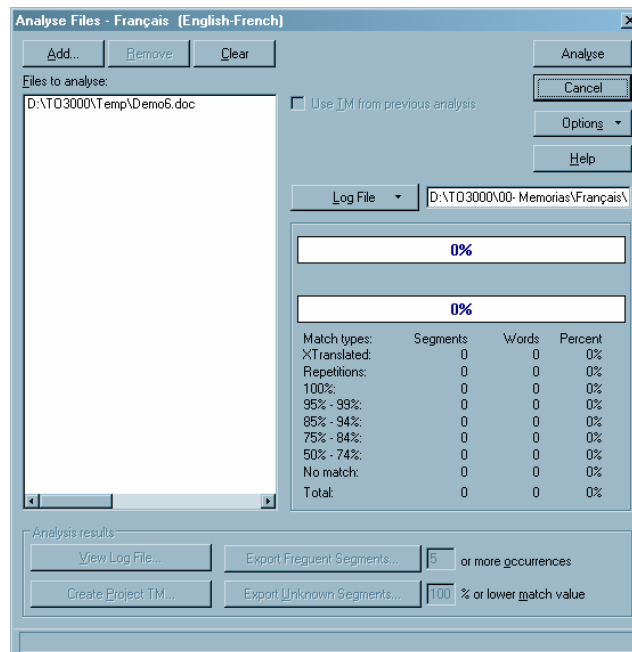 Analyse Files - Français (English-French)
Add... Remove Clear
Analyse
Files to analyse:
Cancel
D:\TO3000\Temp\Demo6.doc
Use TM from previous analysis
Options
Help
Log File D:\TO3000\00- Memorias\Français\
0%
0%
Match types: Segments Words Percent
XTranslated: 0 0 0%
Repetitions: 0 0 0%
100%: 0 0 0%
95% - 99%: 0 0 0%
85% - 94%: 0 0 0%
75% - 84%: 0 0 0%
50% - 74%: 0 0 0%
No match: 0 0 0%
Total: 0 0 0%
Analysis results
View Log File... Export Frequent Segments... 5 or more occurrences
Create Project TM... Export Unknown Segments... 100 % or lower match value